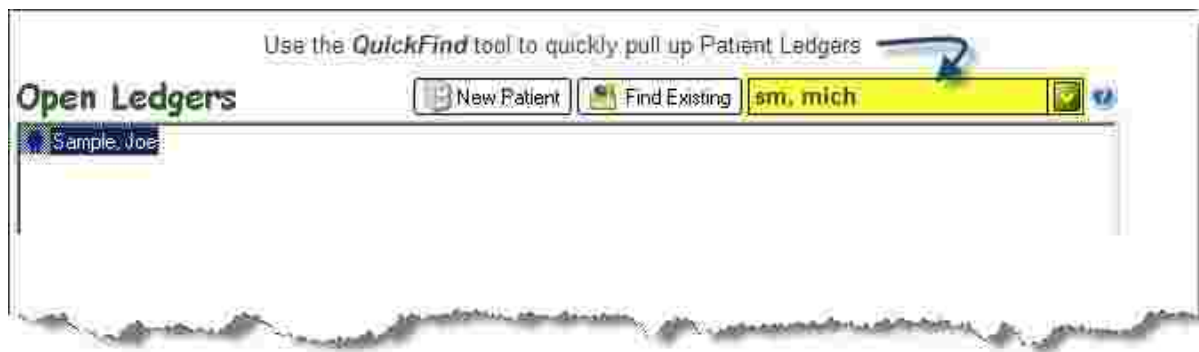 Use the QuickFind tool to quickly pull up Patient Ledgers
Open Ledgers New Patient Find Existing sm, mich
Sample, Joe